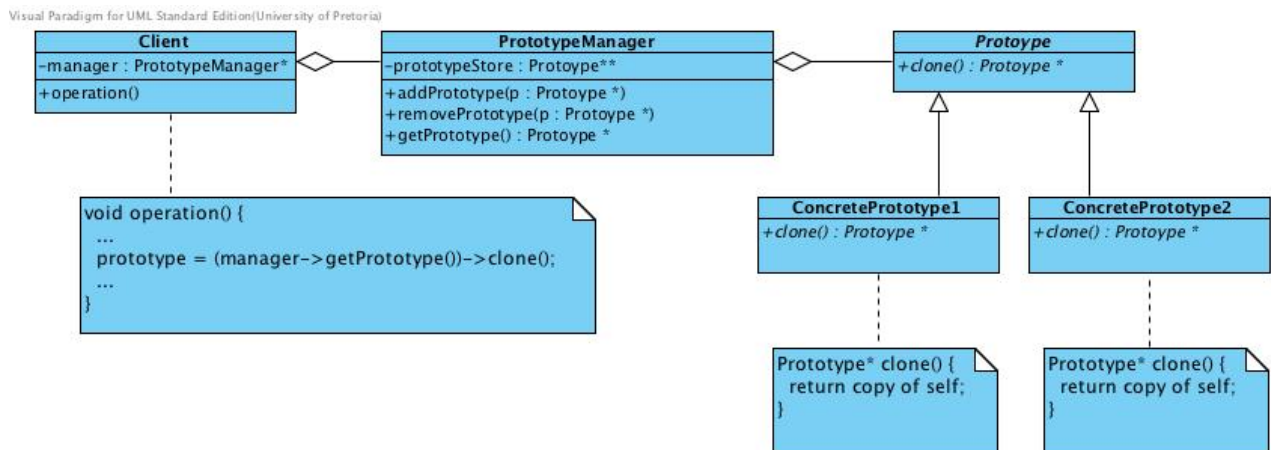 Visual Paradigm for UML Standard Edition(University of Pretoria)
Client
-manager : PrototypeManager*
+operation()
PrototypeManager
-prototypeStore : Protoype**
+addPrototype(p : Protoype *)
+removePrototype(p : Protoype *)
+getPrototype() : Protoype *
Protoype
+clone() : Protoype *
void operation() {
...
prototype = (manager->getPrototype())->clone();
...
}
ConcretePrototype1
+clone() : Protoype *
ConcretePrototype2
+clone() : Protoype *
Prototype* clone() {
return copy of self;
}
Prototype* clone() {
return copy of self;
}